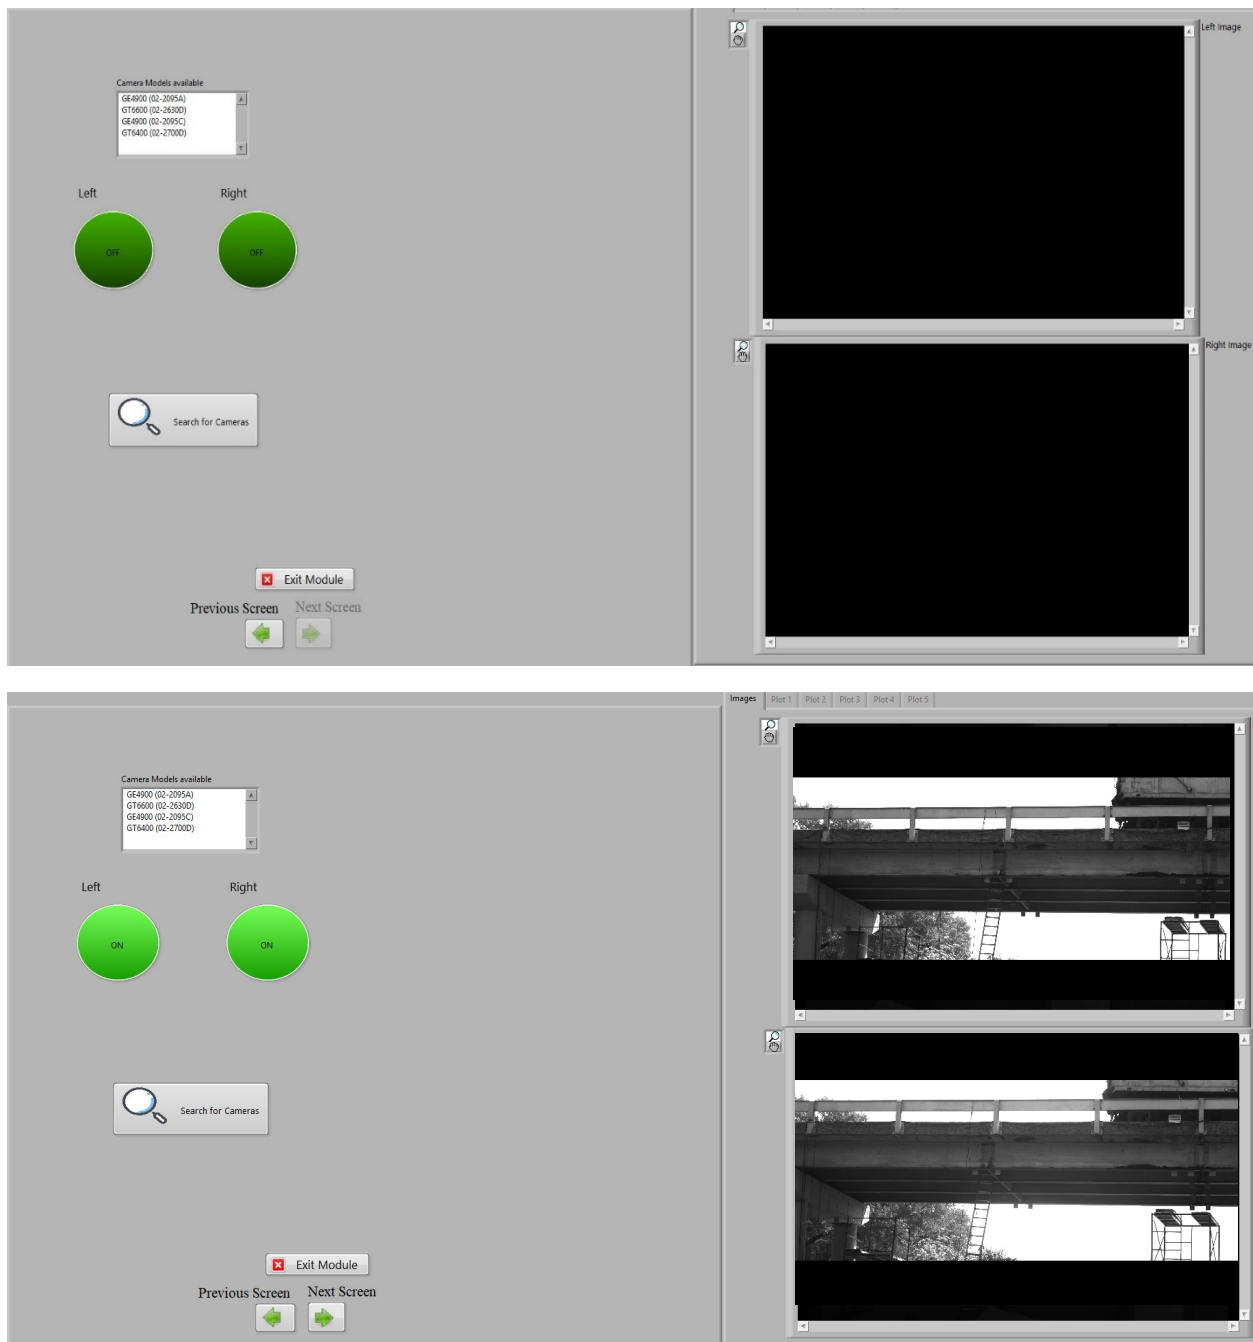 Left Image
Camera Models available
GE4900 (02-2095A)
GT6600 (02-2630D)
GE4900 (02-2095C)
GT6400 (02-2700D)
Left Right
OFF OFF
Right Image
Search for Cameras
Exit Module
Previous Screen Next Screen
Images Plot 1 Plot 2 Plot 3 Plot 4 Plot 5
Camera Models available
GE4900 (02-2095A)
GT6600 (02-2630D)
GE4900 (02-2095C)
GT6400 (02-2700D)
Left Right
ON ON
Search for Cameras
Exit Module
Previous Screen Next Screen